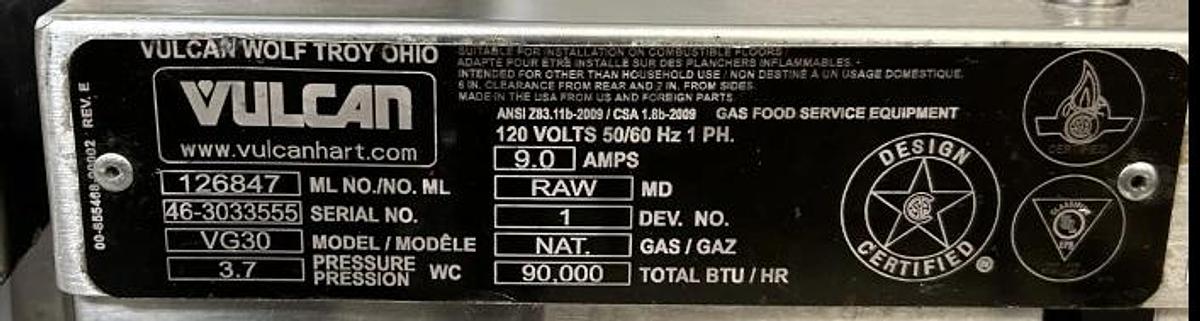 VULCAN WOLF TROY OHIO
VULCAN
www.vulcanhart.com
126847 ML NO./NO. ML
46-3033555 SERIAL NO.
VG30 MODEL / MODÊLE
3.7 PRESSURE PRESSION WC
SUITABLE FOR INSTALLATION ON COMBUSTIBLE FLOORS /
ADAPTE POUR ETRE INSTALLE SUR DES PLANCHERS INFLAMMABLES. -
INTENDED FOR OTHER THAN HOUSEHOLD USE / NON DESTINÉ A UN USAGE DOMESTIQUE.
6 IN. CLEARANCE FROM REAR AND 2 IN. FROM SIDES.
MADE IN THE USA FROM US AND FOREIGN PARTS
ANSI Z83.11b-2009 / CSA 1.8b-2009 GAS FOOD SERVICE EQUIPMENT
120 VOLTS 50/60 Hz 1 PH.
9.0 AMPS
RAW MD
1 DEV. NO.
NAT. GAS / GAZ
90,000 TOTAL BTU / HR
DESIGN
CERTIFIED
®
CERTIFIED
CLASSIFIED
UL
EPH
REV. E